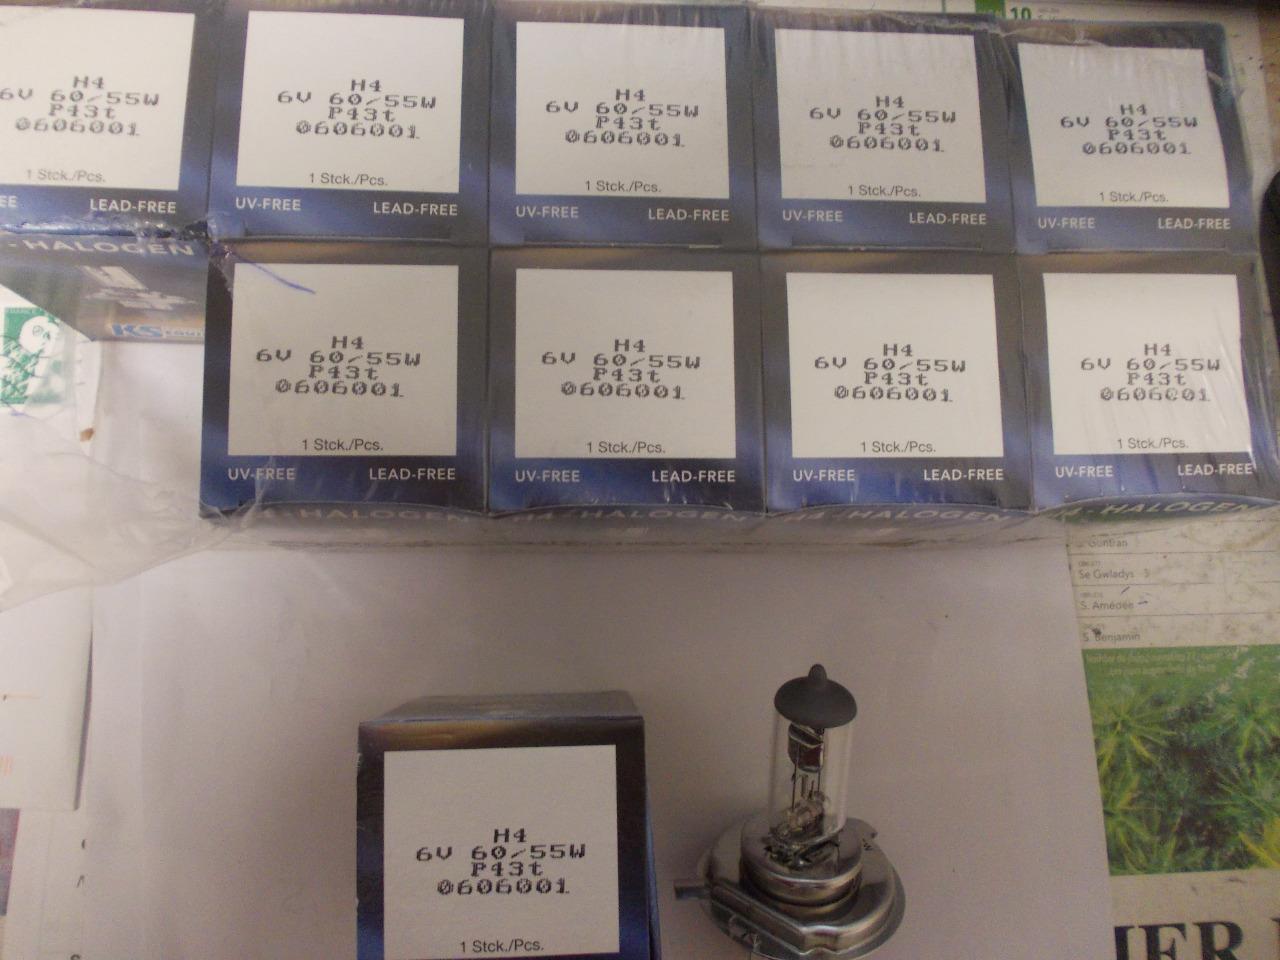 10
H4
6V 60/55W
P43t
0606001
1 Stck./Pcs.
LEAD-FREE
H4
6V 60/55W
P43t
0606001
1 Stck./Pcs.
UV-FREE LEAD-FREE
H4
6V 60/55W
P43t
0606001
1 Stck./Pcs.
UV-FREE LEAD-FREE
H4
6V 60/55W
P43t
0606001
1 Stck./Pcs.
UV-FREE LEAD-FREE
H4
6V 60/55W
P43t
0606001
1 Stck./Pcs.
UV-FREE LEAD-FREE
- HALOGEN
KS
H4
6V 60/55W
P43t
0606001
1 Stck./Pcs.
UV-FREE LEAD-FREE
H4
6V 60/55W
P43t
0606001
1 Stck./Pcs.
UV-FREE LEAD-FREE
H4
6V 60/55W
P43t
0606001
1 Stck./Pcs.
UV-FREE LEAD-FREE
H4
6V 60/55W
P43t
0606001
1 Stck./Pcs.
UV-FREE LEAD-FREE
H4 - HALOGEN
H4 - HALOGEN
H4 - HALOGEN
H4 - HALOGEN
Se Gwladys
S. Amédée
S. Benjamin
H4
6V 60/55W
P43t
0606001
1 Stck./Pcs.